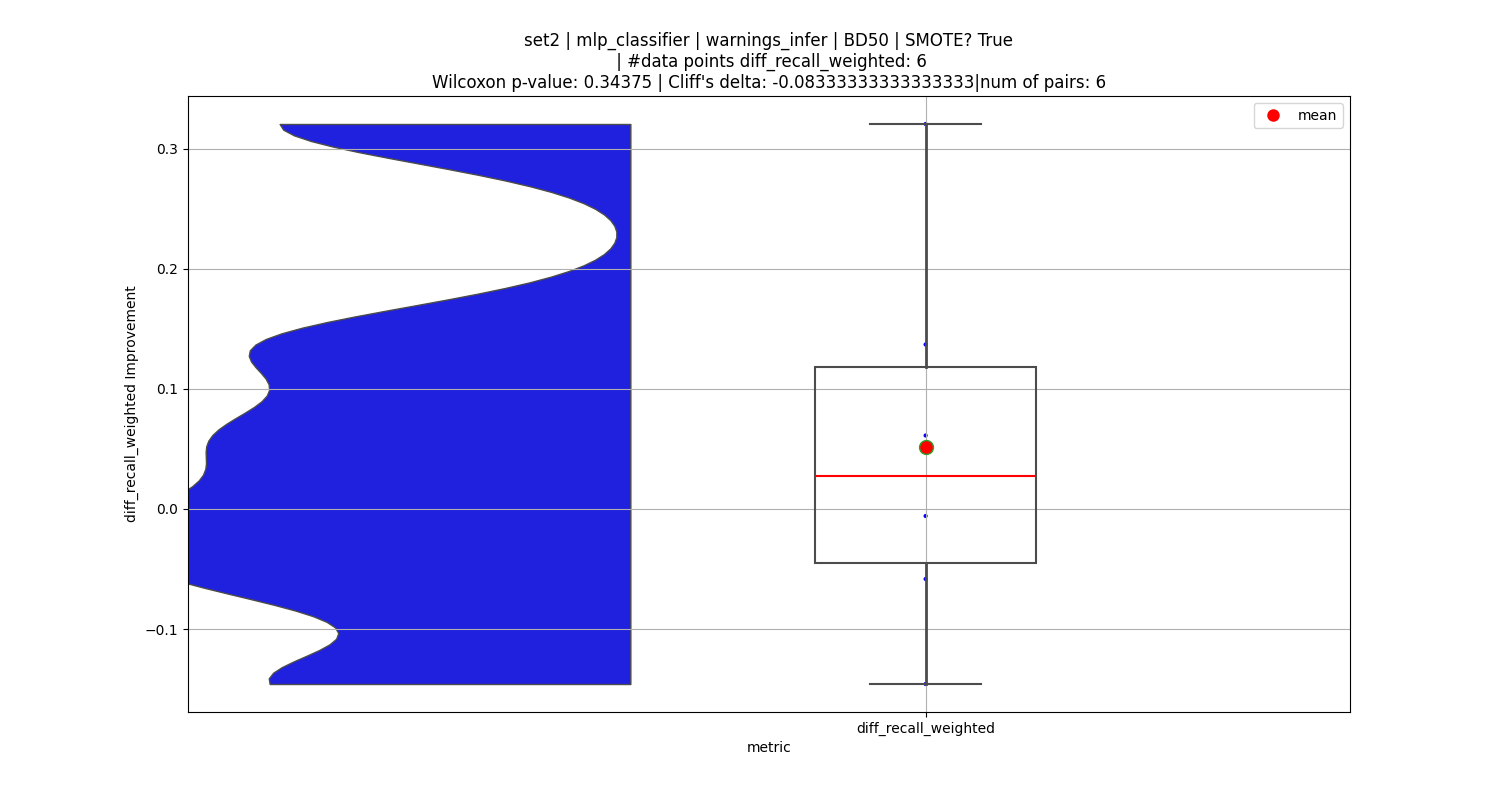 set2 | mlp_classifier | warnings_infer | BD50 | SMOTE? True
| #data points diff_recall_weighted: 6
Wilcoxon p-value: 0.34375 | Cliff's delta: -0.08333333333333333|num of pairs: 6
mean
0.3
0.2
0.1
0.0
−0.1
diff_recall_weighted Improvement
diff_recall_weighted
metric